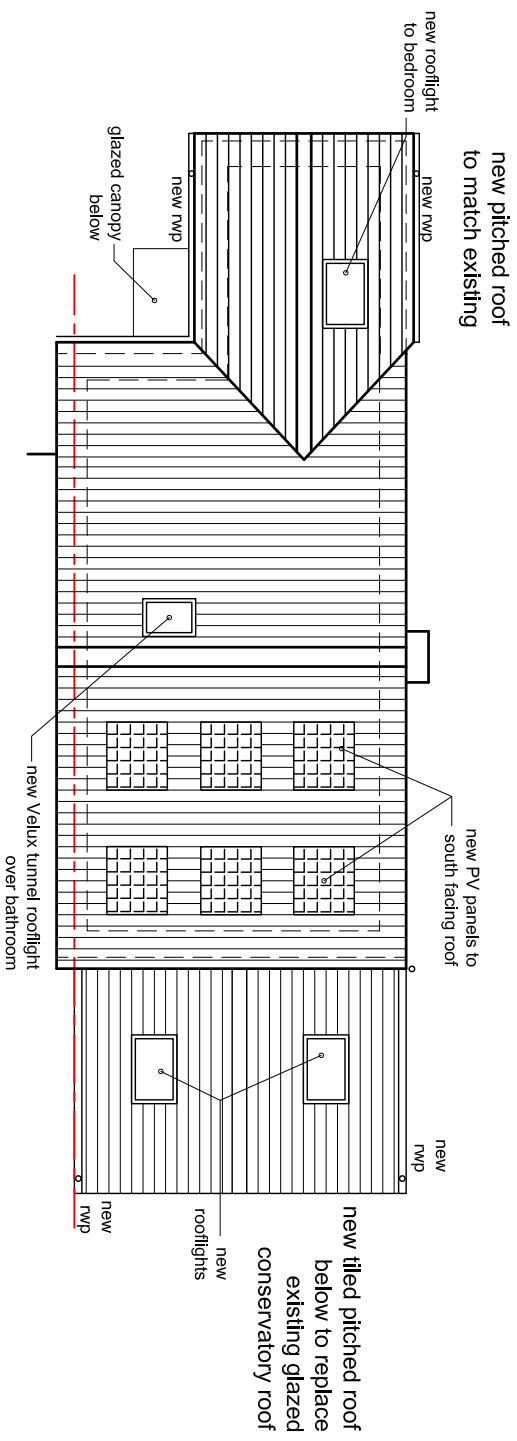 new pitched roof
to match existing
new rooflight
to bedroom
new rwp
new rwp
glazed canopy
below
new PV panels to
south facing roof
new Velux tunnel rooflight
over bathroom
new
rwp
new
rwp
new
rooflights
new tiled pitched roof
below to replace
existing glazed
conservatory roof